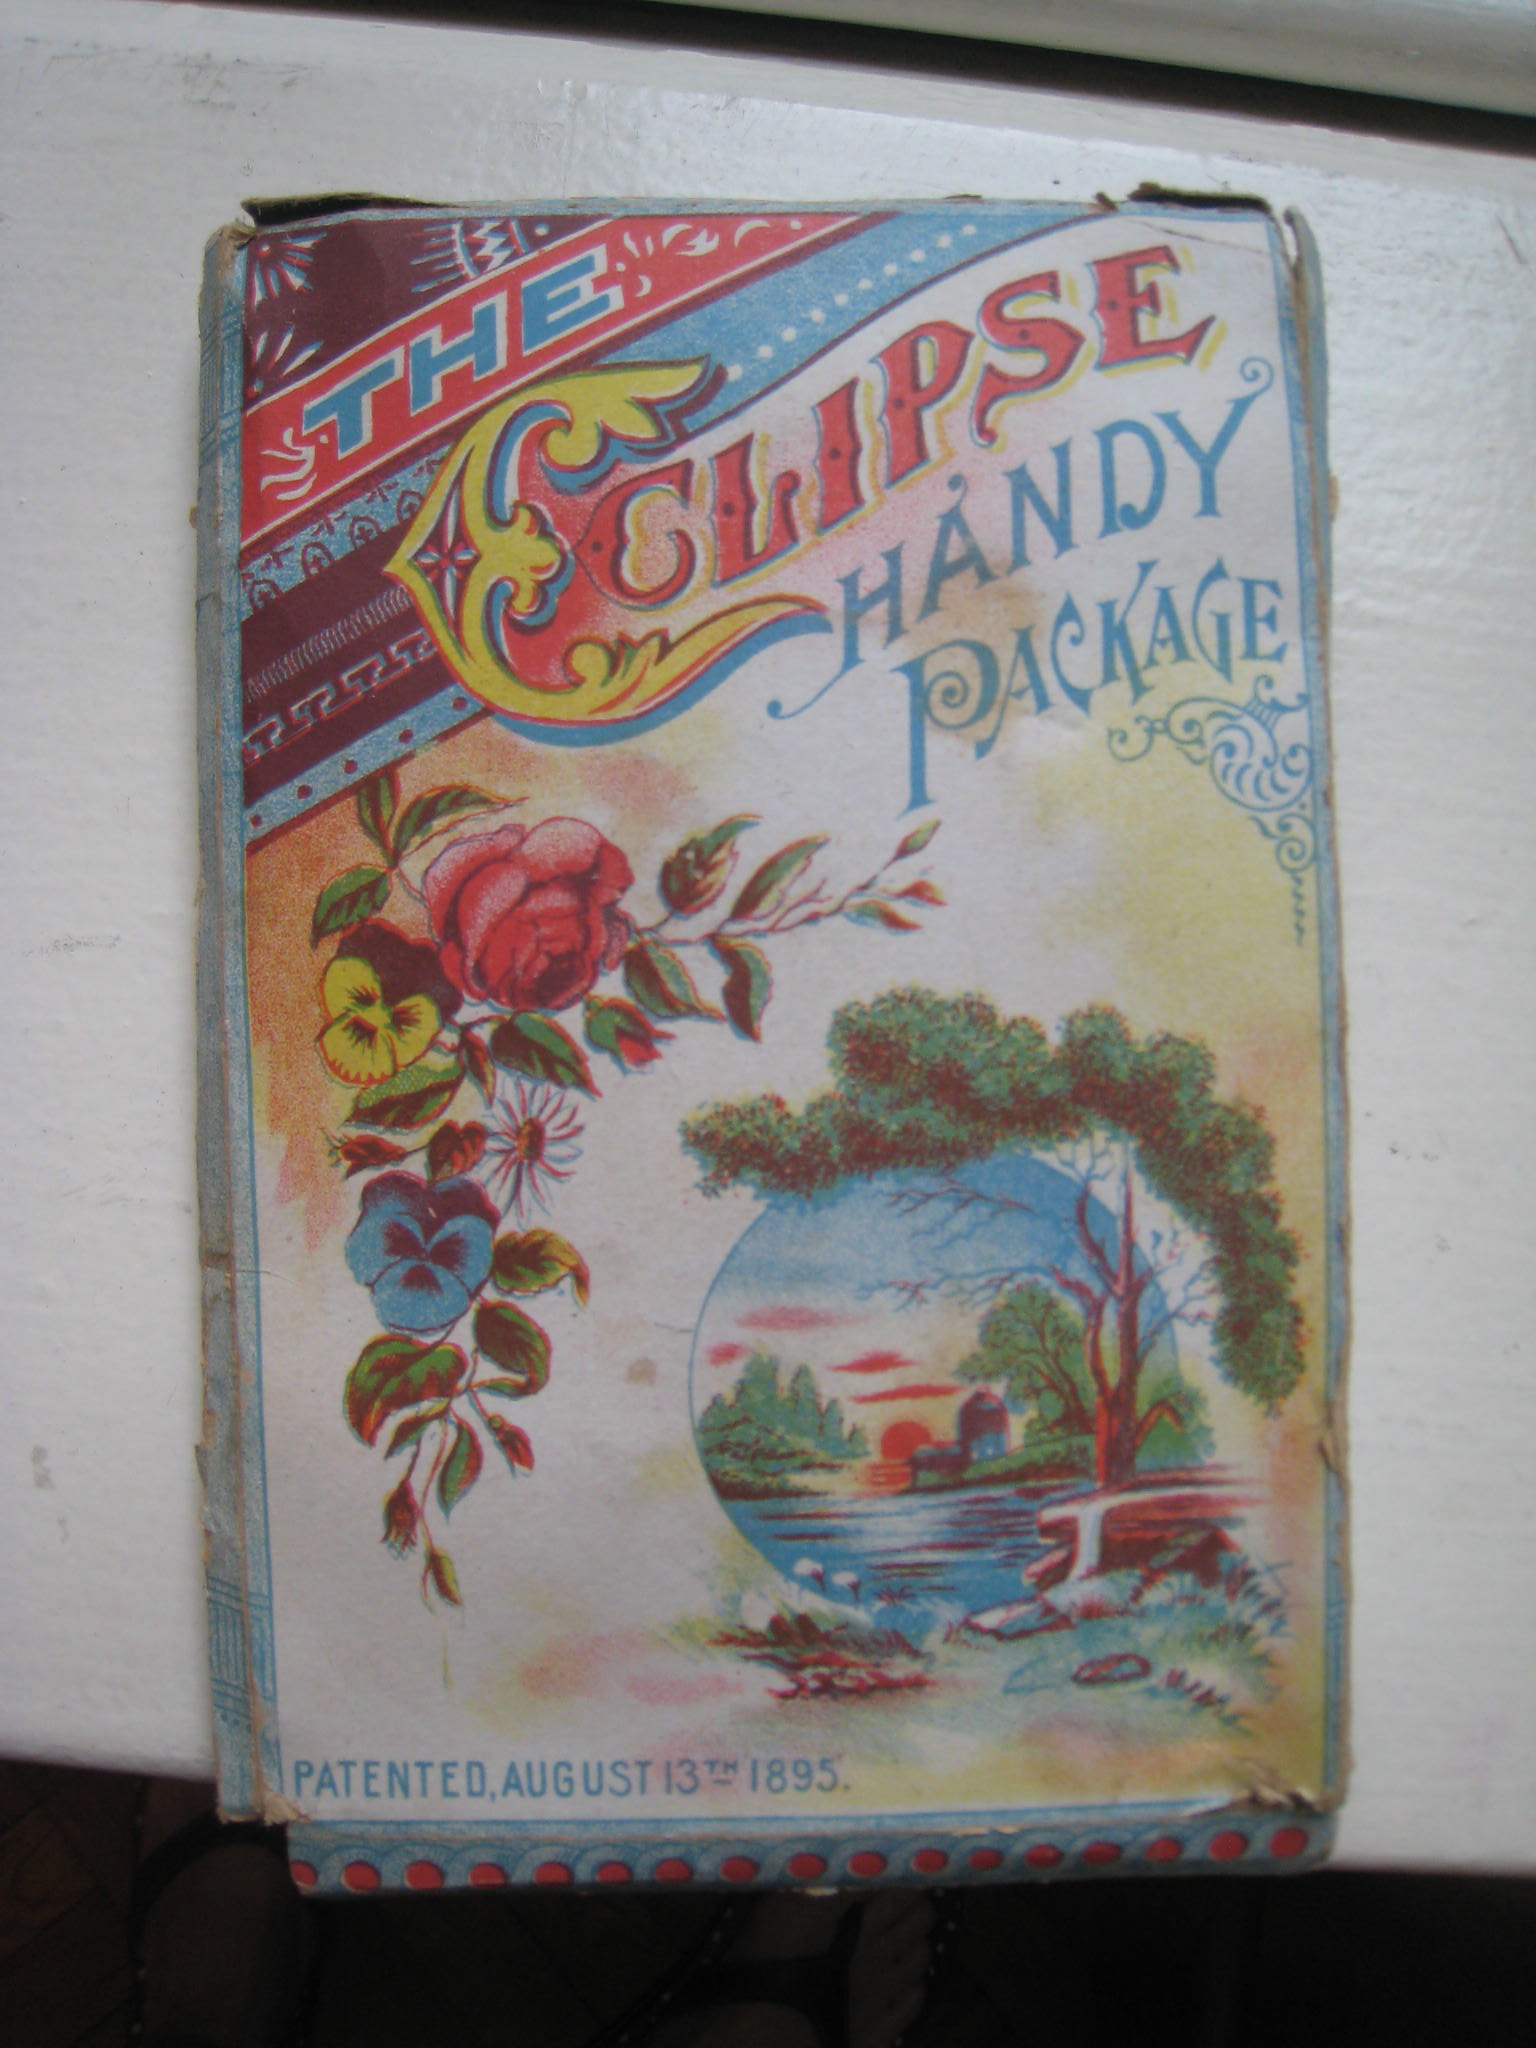 THE
ECLIPSE
HANDY
PACKAGE
PATENTED, AUGUST 13TH 1895.